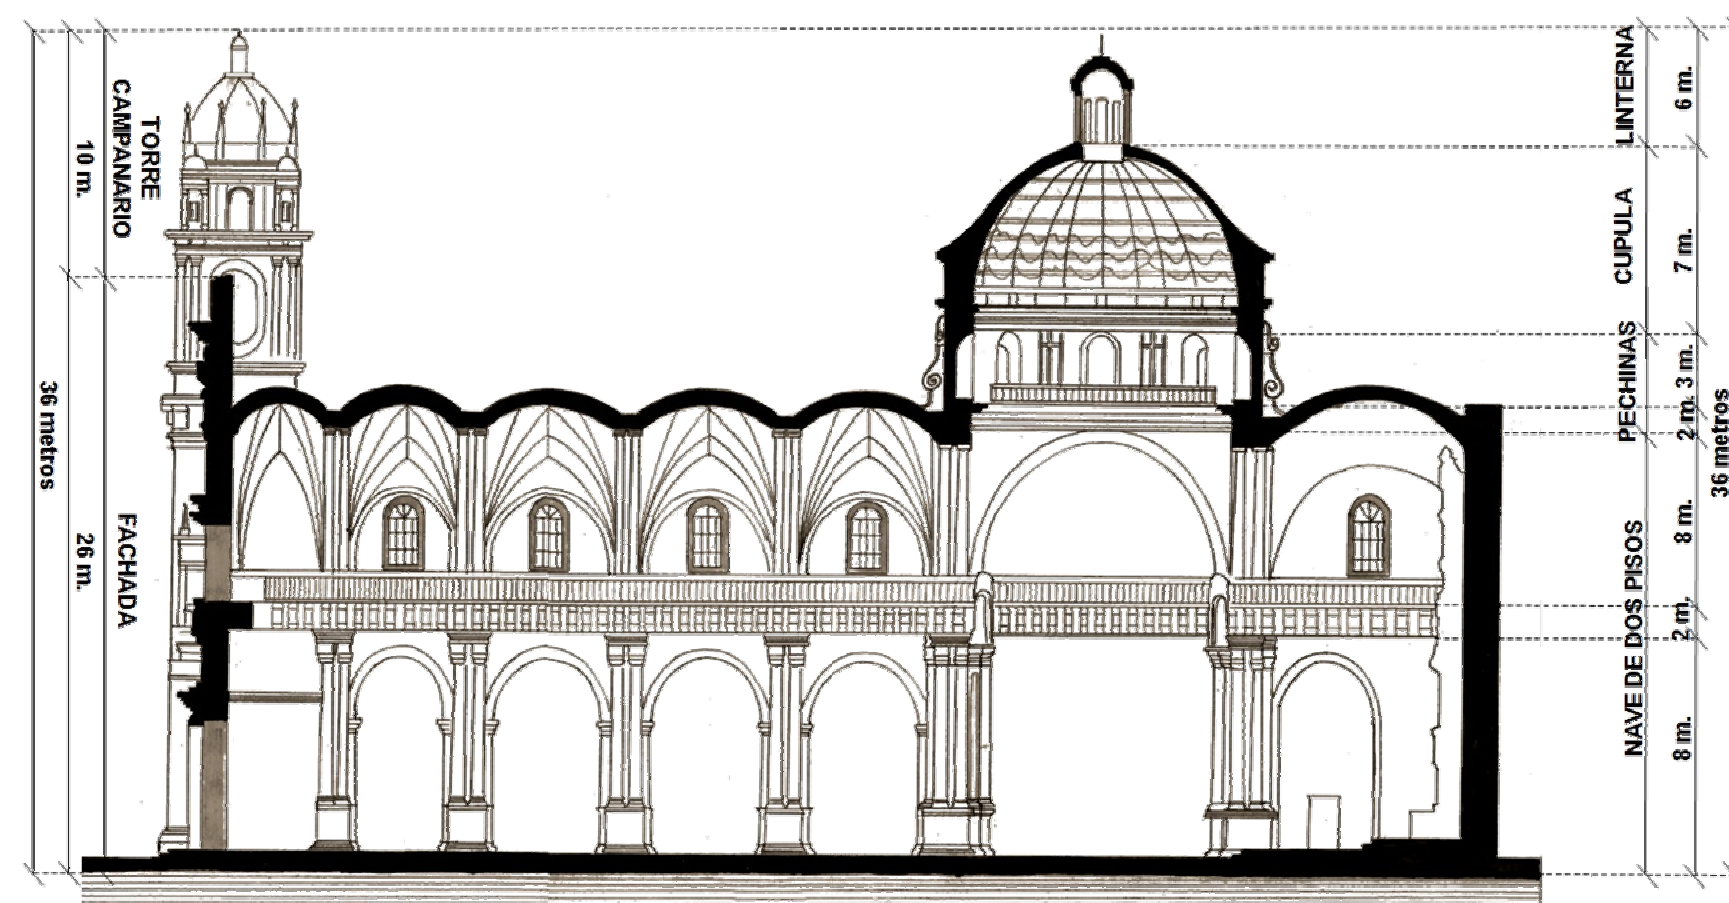 36 metros
10 m.
26 m.
TORRE
CAMPANARIO
FACHADA
LINTERNA
CUPULA
PECHINAS
NAVE DE DOS PISOS
6 m.
7 m.
3 m.
2 m.
8 m.
2 m.
8 m.
36 metros